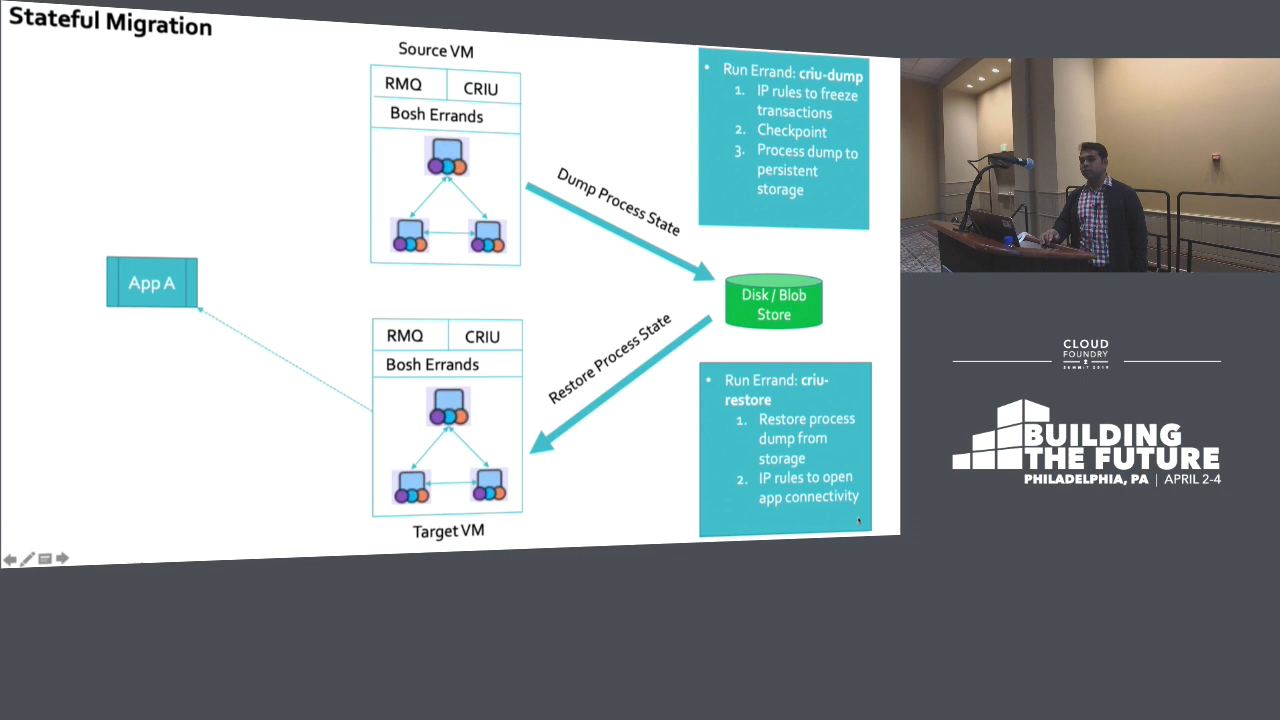 Stateful Migration
Source VM
RMQ
CRIU
Bosh Errands
Dump Process State
• Run Errand: criu-dump
1. IP rules to freeze
transactions
2. Checkpoint
3. Process dump to
persistent
storage
App A
Disk / Blob
Store
RMQ
CRIU
Bosh Errands
Restore Process State
Target VM
• Run Errand: criu-
restore
1. Restore process
dump from
storage
2. IP rules to open
app connectivity
CLOUD
FOUNDRY
SUMMIT 2019
BUILDING
THE FUTURE
PHILADELPHIA, PA | APRIL 2-4